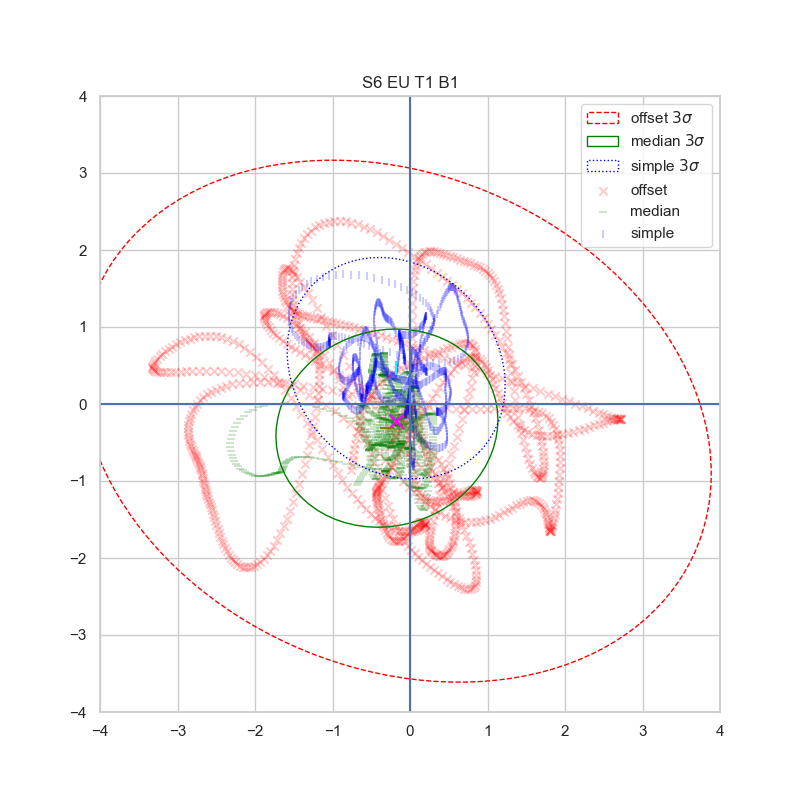 S6 EU T1 B1
offset 3σ
median 3σ
simple 3σ
offset
median
simple
4
3
2
1
0
−1
−2
−3
−4
−4 −3 −2 −1 0 1 2 3 4